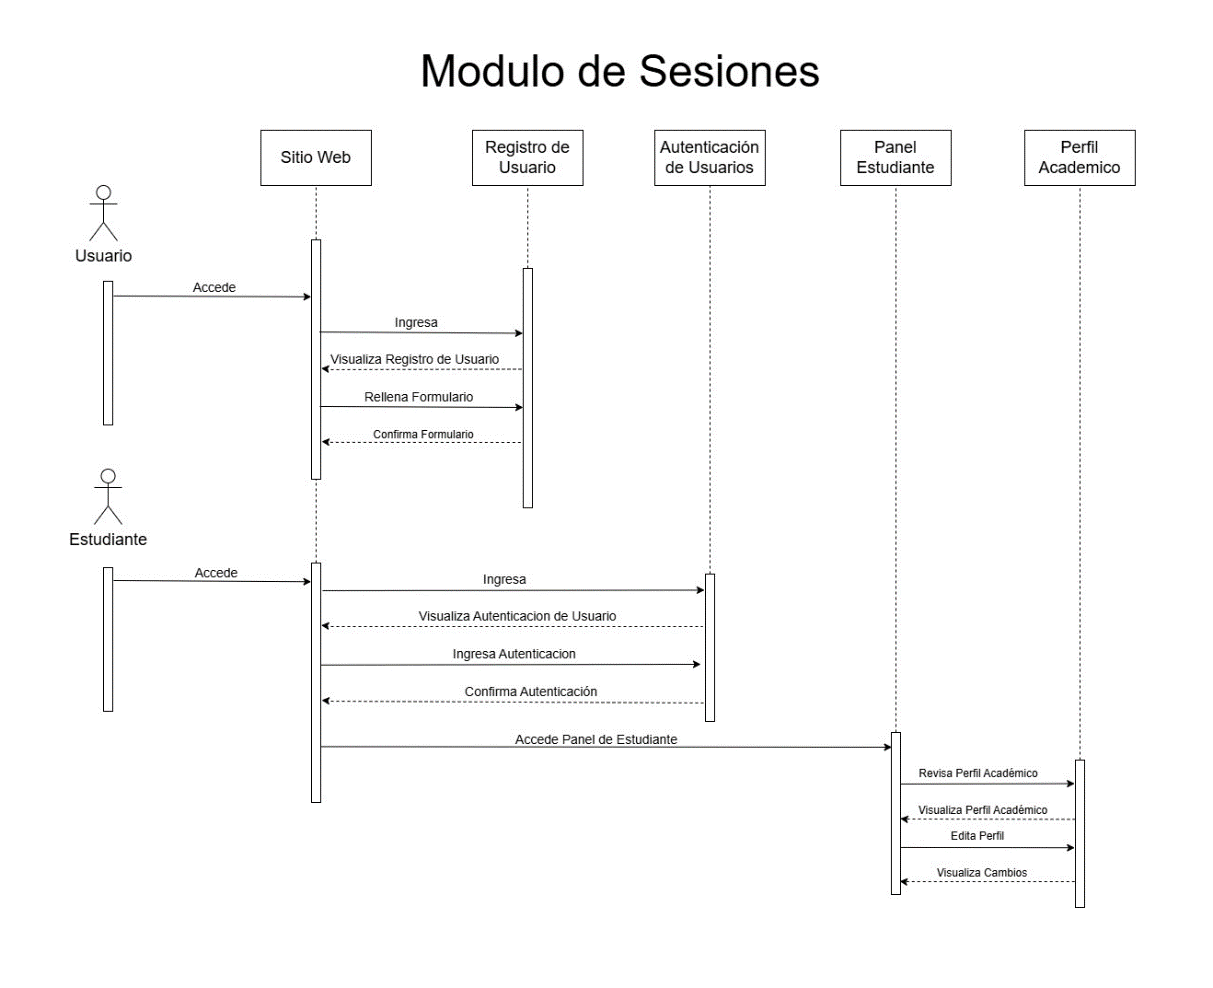 Modulo de Sesiones
Sitio Web
Registro de
Usuario
Autenticación
de Usuarios
Panel
Estudiante
Perfil
Academico
Usuario
Accede
Ingresa
Visualiza Registro de Usuario
Rellena Formulario
Confirma Formulario
Estudiante
Accede
Ingresa
Visualiza Autenticacion de Usuario
Ingresa Autenticacion
Confirma Autenticación
Accede Panel de Estudiante
Revisa Perfil Académico
Visualiza Perfil Académico
Edita Perfil
Visualiza Cambios